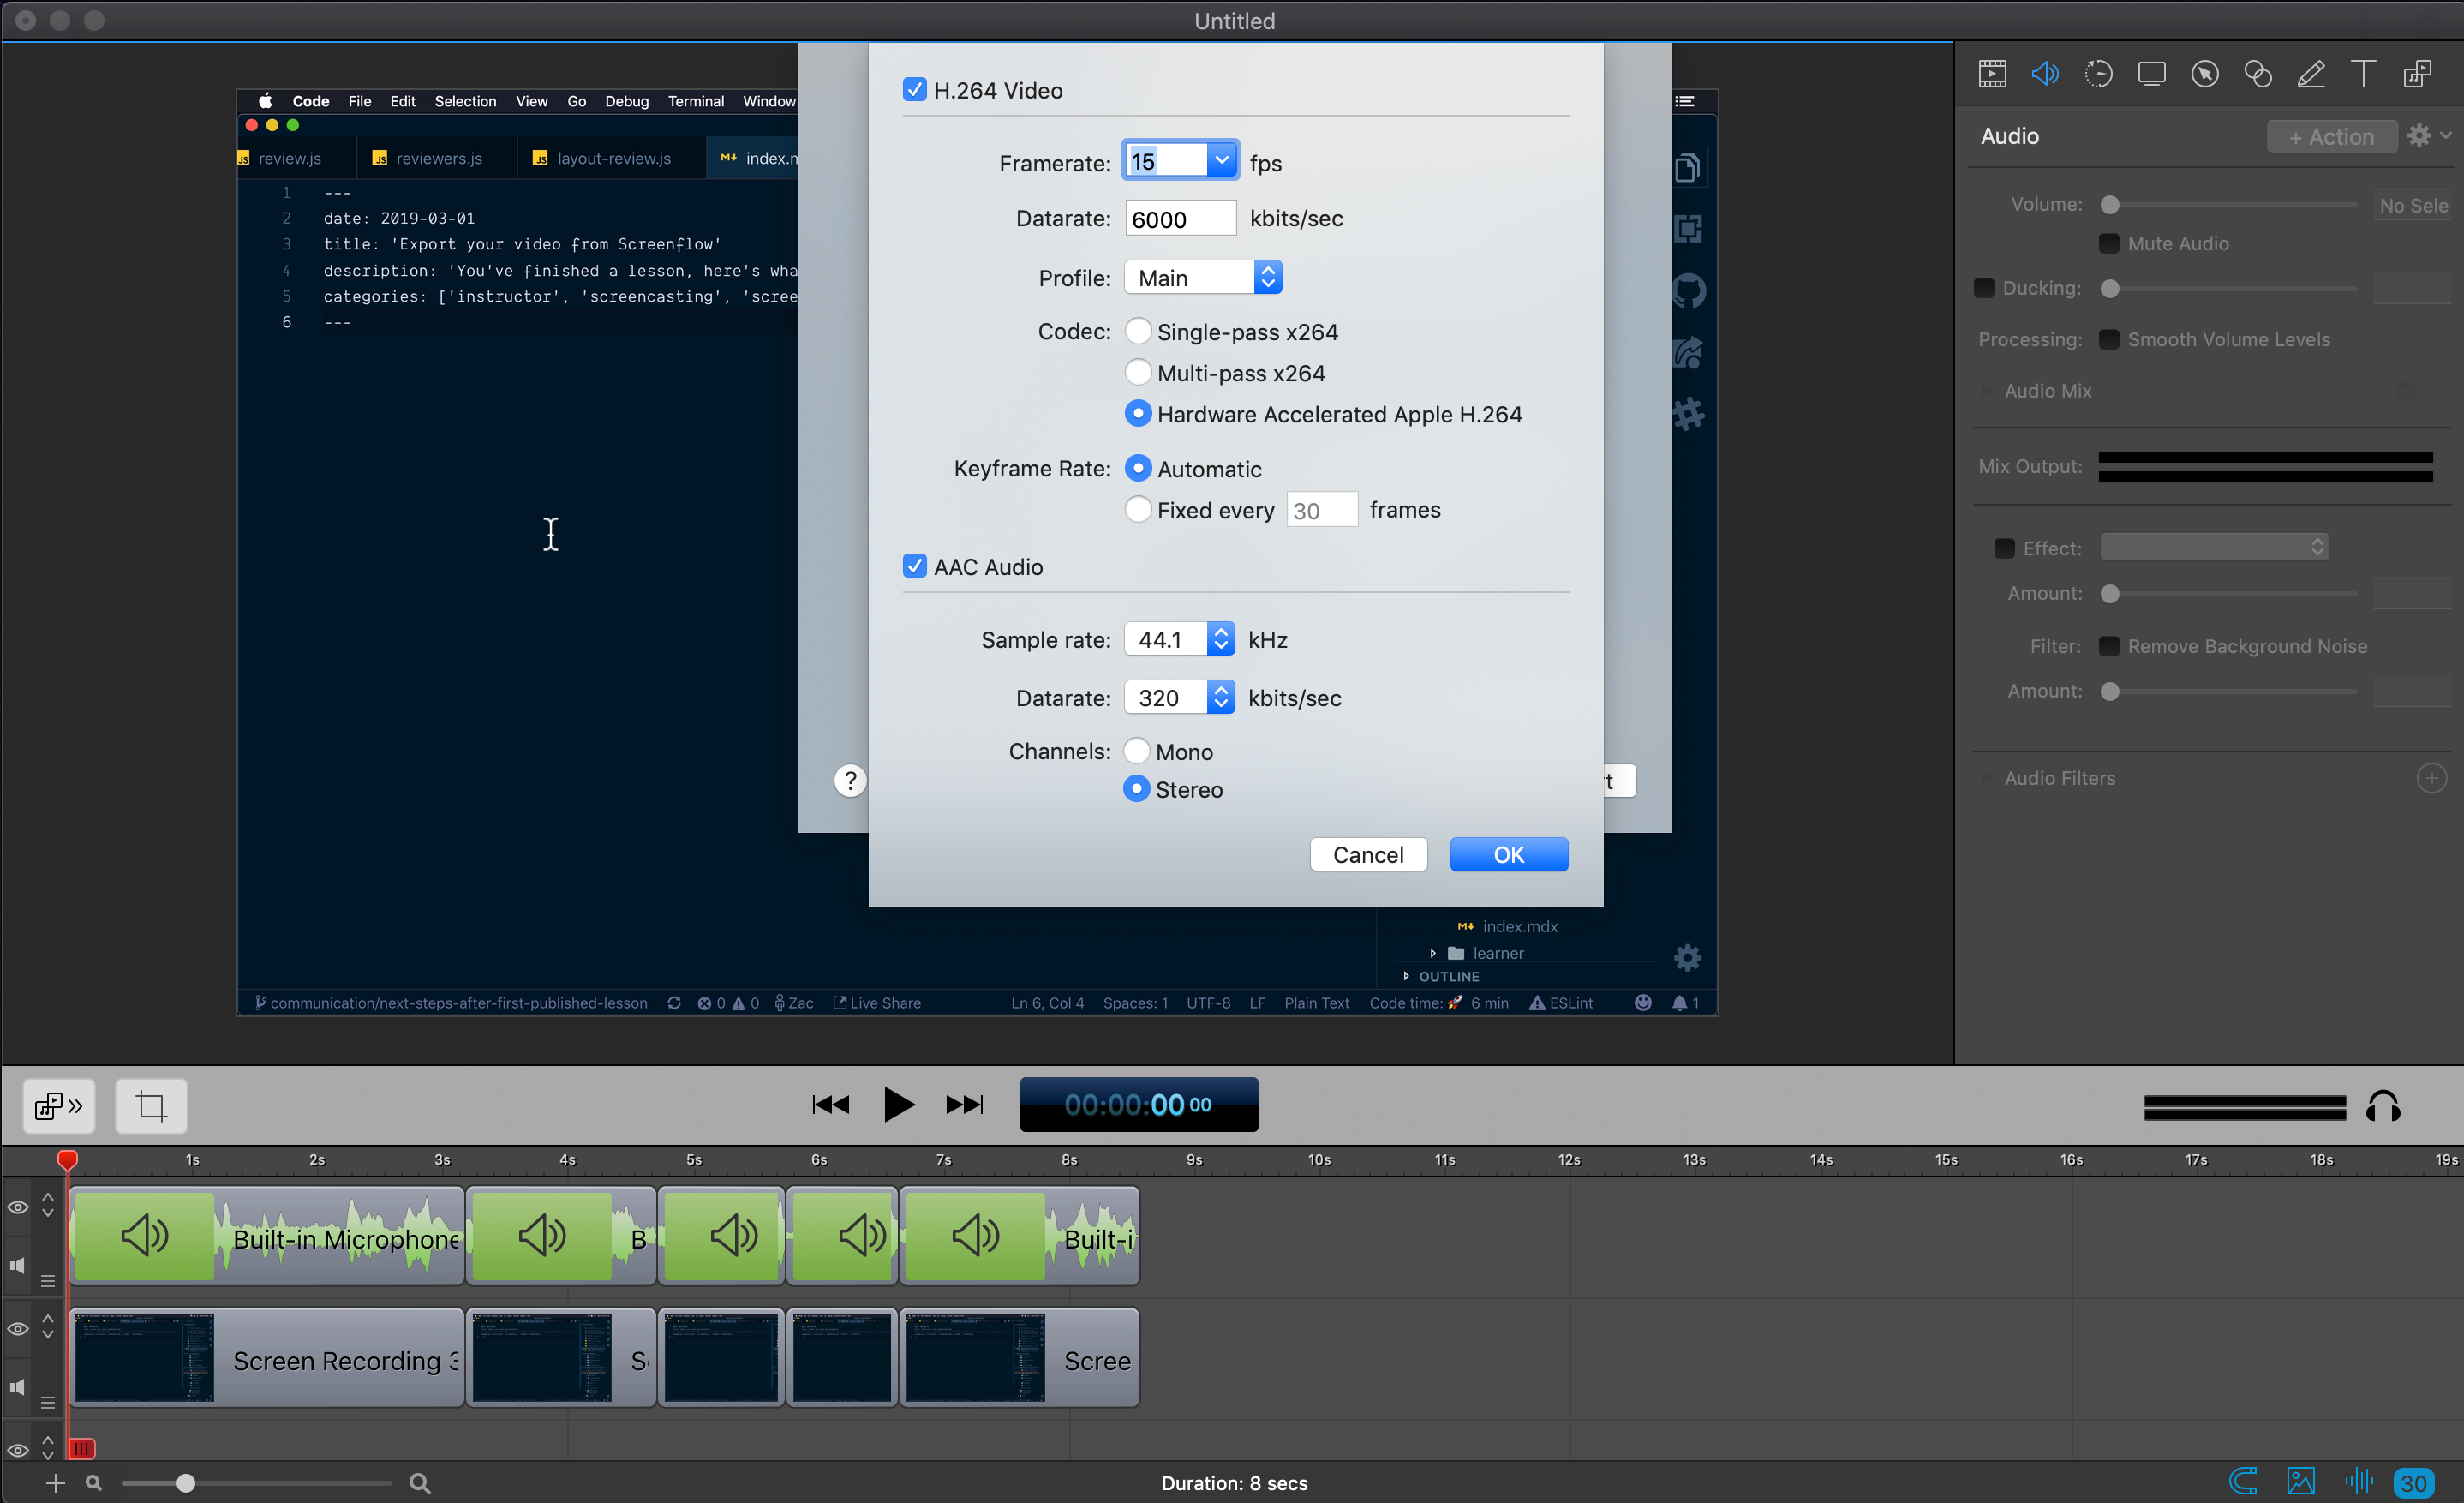 Untitled
Code File Edit Selection View Go Debug Terminal Window
JS review.js JS reviewers.js JS layout-review.js M+ index.m
1 ---
2 date: 2019-03-01
3 title: 'Export your video from Screenflow'
4 description: 'You've finished a lesson, here's wha
5 categories: ['instructor', 'screencasting', 'scree
6 ---
H.264 Video
Framerate: 15 fps
Datarate: 6000 kbits/sec
Profile: Main
Codec: Single-pass x264
Multi-pass x264
Hardware Accelerated Apple H.264
Keyframe Rate: Automatic
Fixed every 30 frames
AAC Audio
Sample rate: 44.1 kHz
Datarate: 320 kbits/sec
Channels: Mono
Stereo
? t
Cancel OK
index.mdx
learner
OUTLINE
communication/next-steps-after-first-published-lesson 0 0 Zac Live Share Ln 6, Col 4 Spaces: 1 UTF-8 LF Plain Text Code time: 🚀 6 min ESLint 1
Audio + Action
Volume: No Sele
Mute Audio
Ducking:
Processing: Smooth Volume Levels
Audio Mix
Mix Output:
Effect:
Amount:
Filter: Remove Background Noise
Amount:
Audio Filters
00:00:00 00
1s 2s 3s 4s 5s 6s 7s 8s 9s 10s 11s 12s 13s 14s 15s 16s 17s 18s 19s
Built-in Microphone B Built-i
Screen Recording 3 S Scree
Duration: 8 secs
30